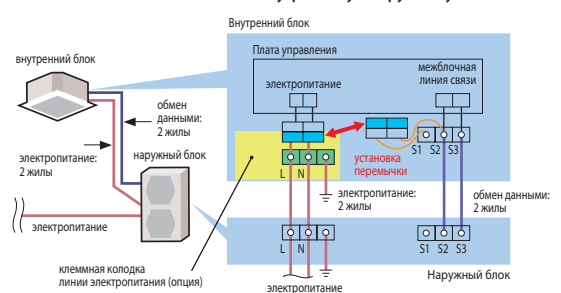 Внутренний блок
Плата управления
внутренний блок
межблочная
линия связи
электропитание
обмен
данными:
2 жилы
S1 S2 S3
установка
перемычки
L N
электропитание:
2 жилы
наружный блок
электропитание:
2 жилы
обмен данными:
2 жилы
электропитание
L N
S1 S2 S3
клеммная колодка
линии электропитания (опция)
Наружный блок
электропитание